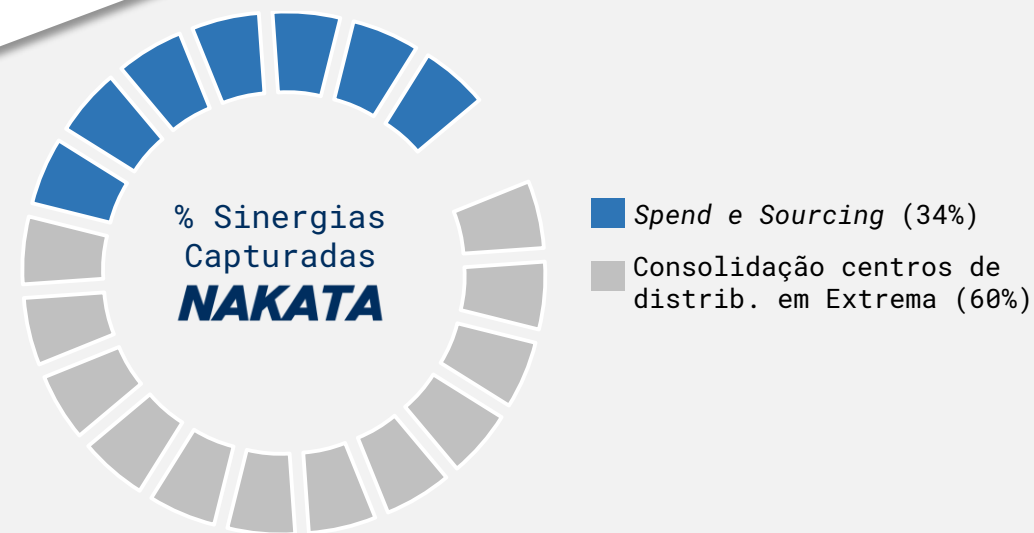 % Sinergias
Capturadas
NAKATA
Spend e Sourcing (34%)
Consolidação centros de
distrib. em Extrema (60%)